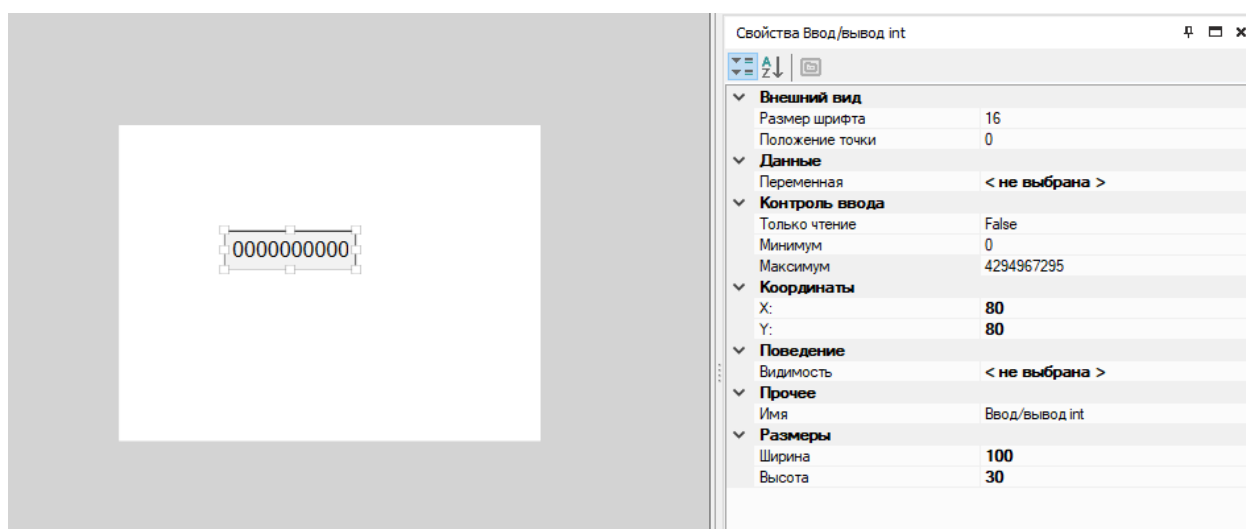 Свойства Ввод/вывод int
0000000000
Внешний вид
Размер шрифта 16
Положение точки 0
Данные
Переменная < не выбрана >
Контроль ввода
Только чтение False
Минимум 0
Максимум 4294967295
Координаты
X: 80
Y: 80
Поведение
Видимость < не выбрана >
Прочее
Имя Ввод/вывод int
Размеры
Ширина 100
Высота 30